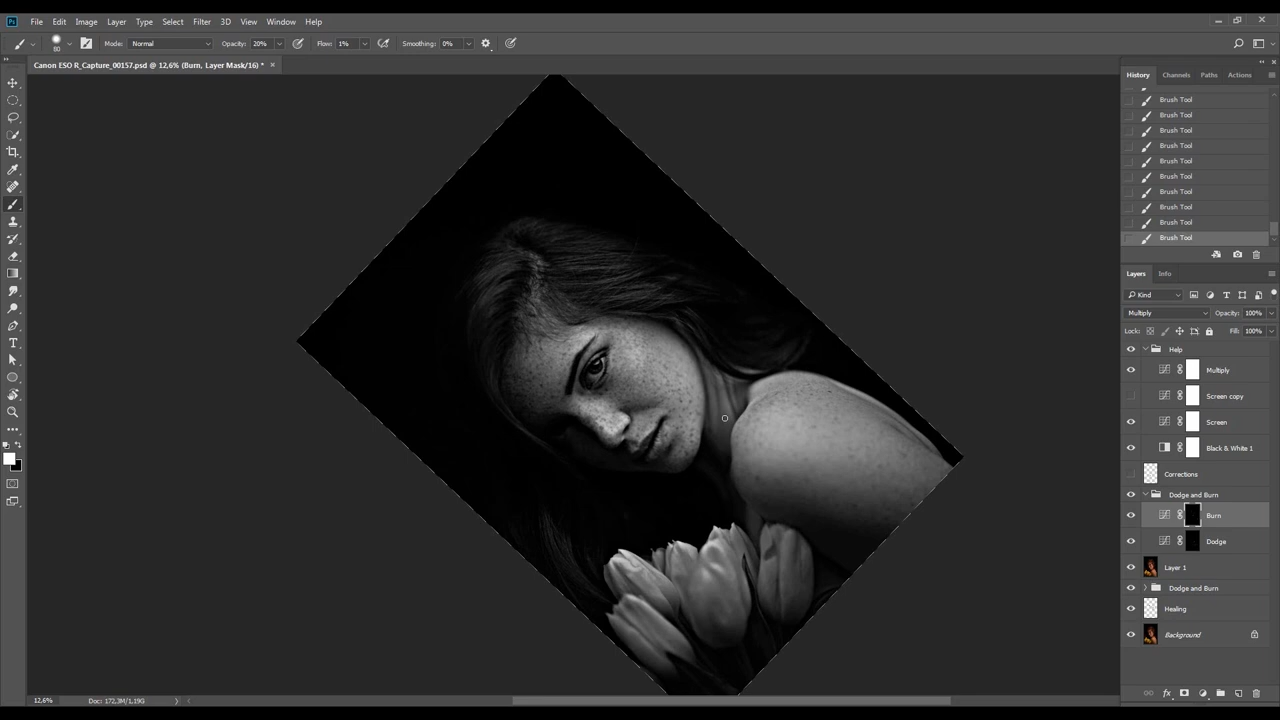 Ps File Edit Image Layer Type Select Filter 3D View Window Help
80 Mode: Normal Opacity: 20% Flow: 1% Smoothing: 0%
Canon ESO R_Capture_00157.psd @ 12,6% (Burn, Layer Mask/16) *
History Channels Paths Actions
Brush Tool
Brush Tool
Brush Tool
Brush Tool
Brush Tool
Brush Tool
Brush Tool
Brush Tool
Brush Tool
Brush Tool
Layers Info
Kind
Multiply Opacity: 100%
Lock: Fill: 100%
Help
Multiply
Screen copy
Screen
Black & White 1
Corrections
Dodge and Burn
Burn
Dodge
Layer 1
Dodge and Burn
Healing
Background
12,6% Doc: 172,3M/1,19G